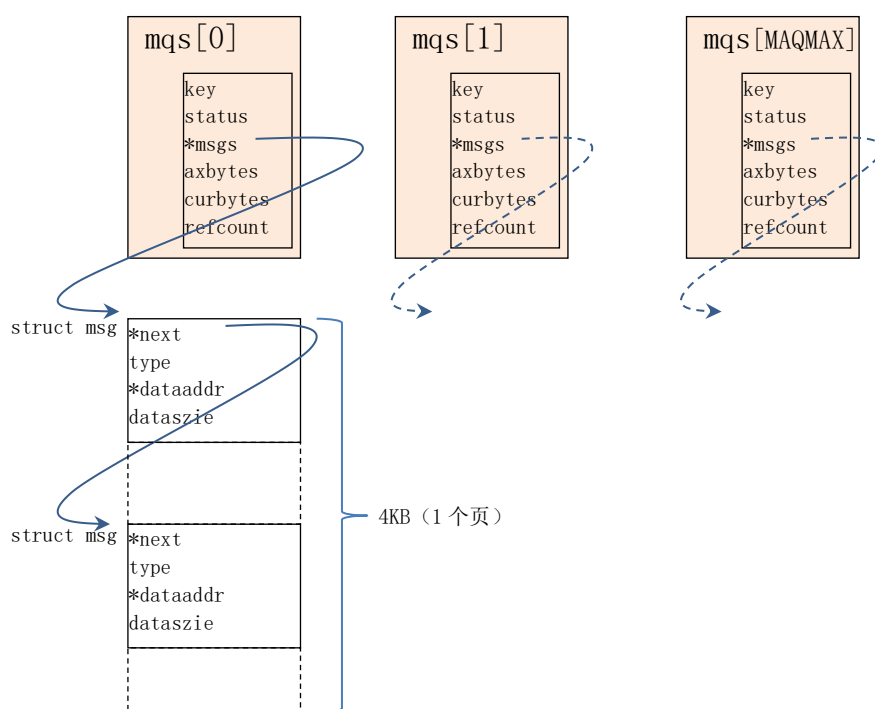 mqs[0]
key
status
*msgs
axbytes
curbytes
refcount
mqs[1]
key
status
*msgs
axbytes
curbytes
refcount
mqs[MAQMAX]
key
status
*msgs
axbytes
curbytes
refcount
struct msg
*next
type
*dataaddr
dataszie
4KB（1个页）
struct msg
*next
type
*dataaddr
dataszie